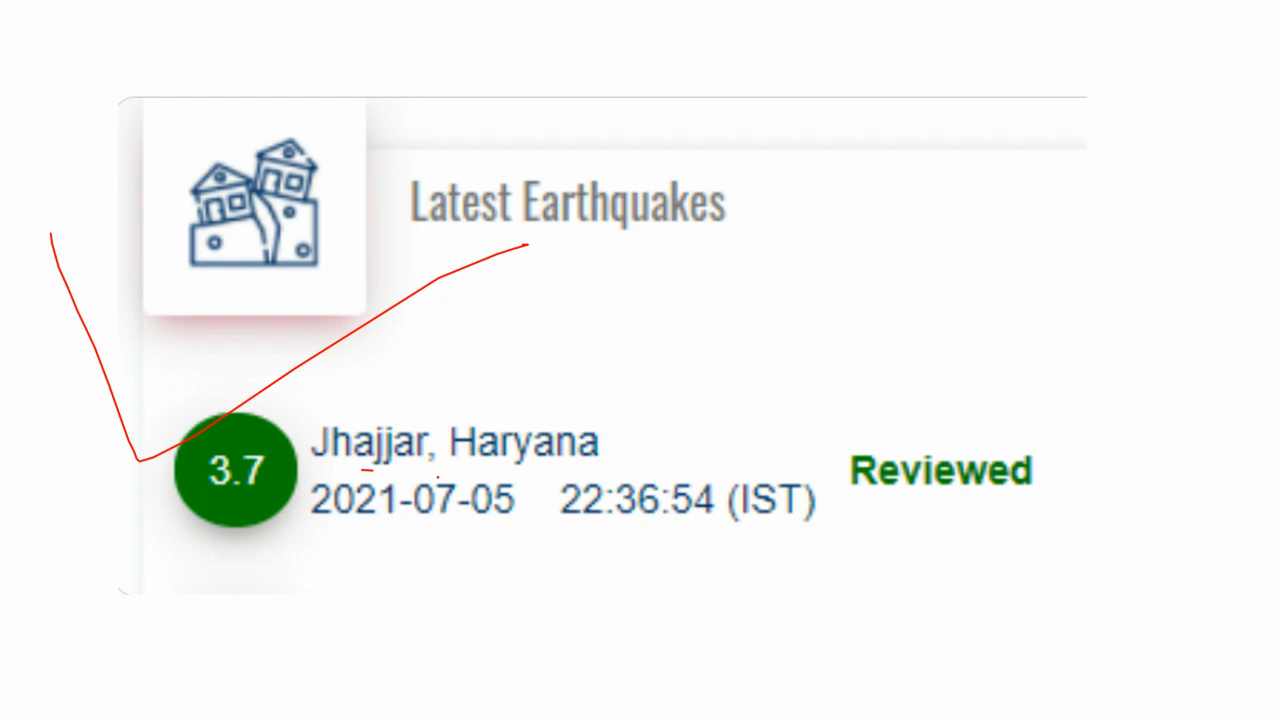 Latest Earthquakes
3.7
Jhajjar, Haryana
2021-07-05 22:36:54 (IST)
Reviewed